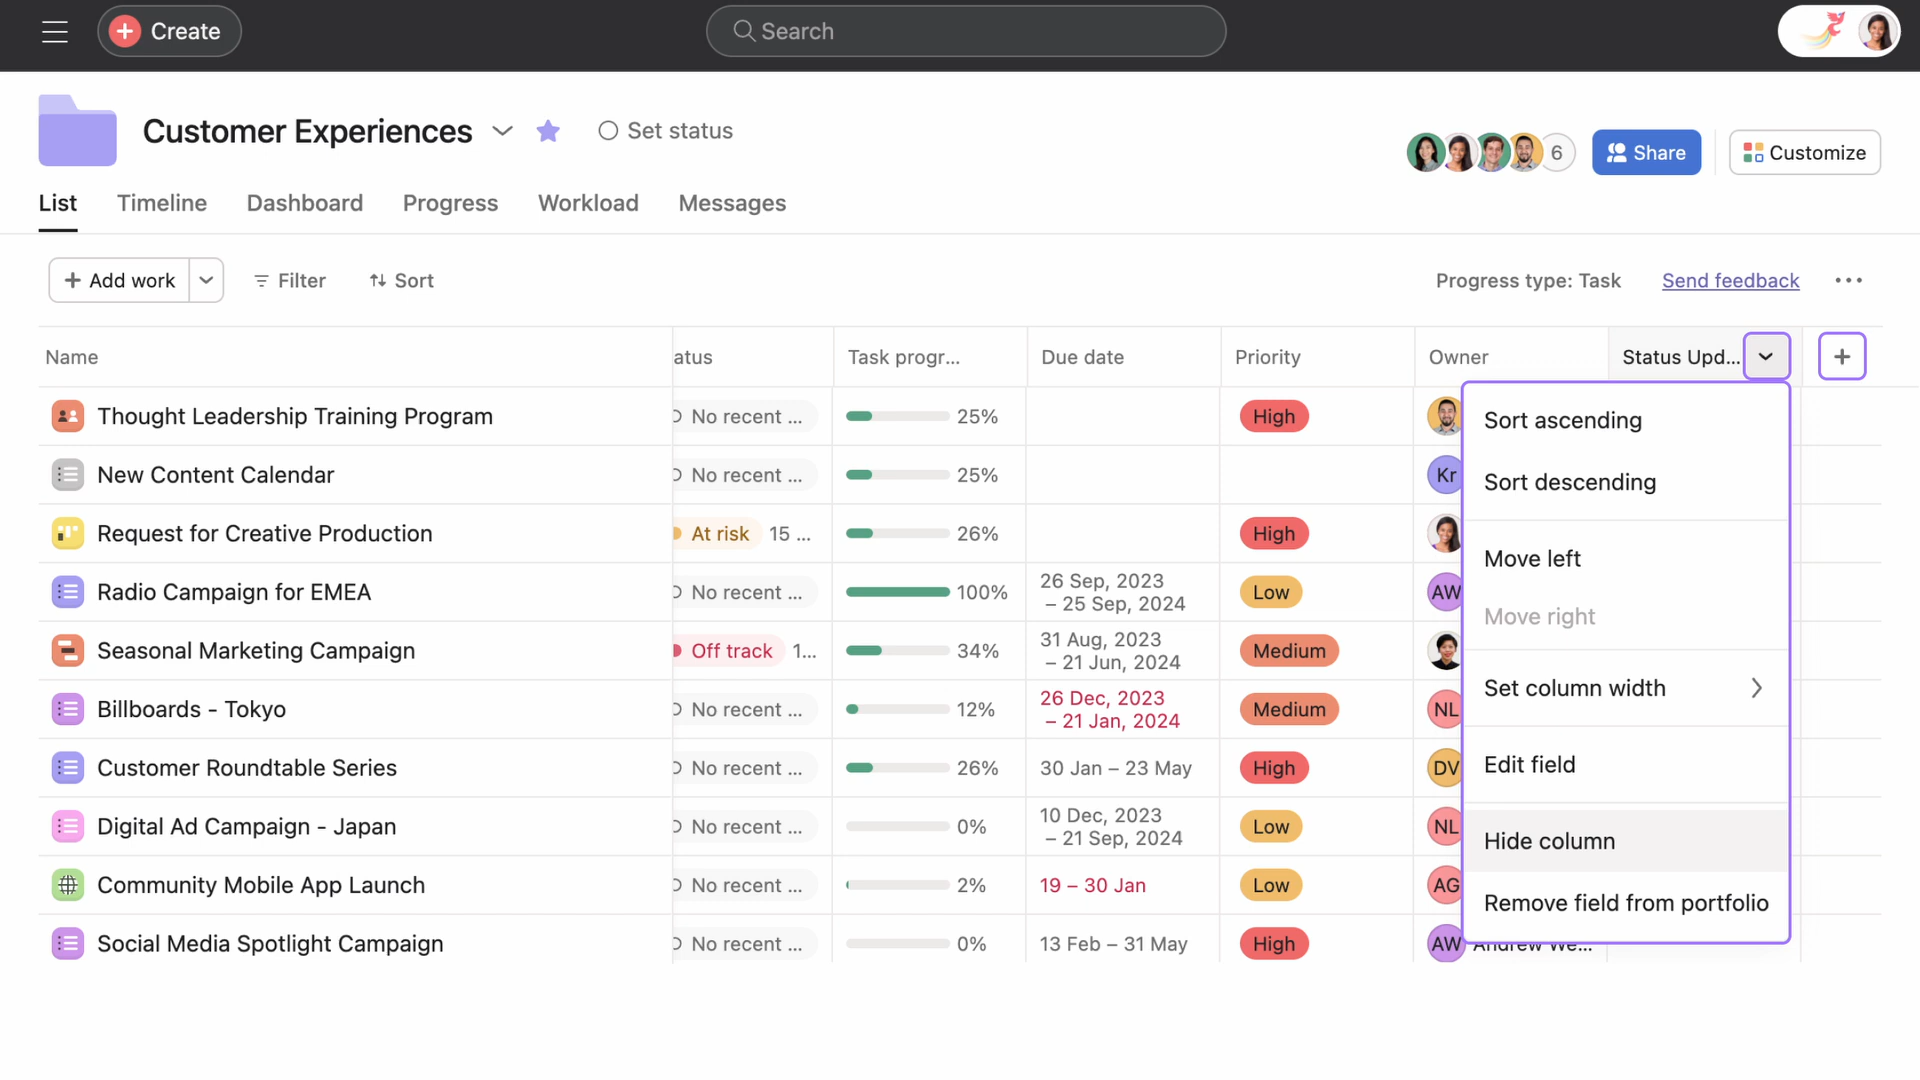 Create
Search
Customer Experiences
Set status
6
Share
Customize
List
Timeline
Dashboard
Progress
Workload
Messages
Add work
Filter
Sort
Progress type: Task
Send feedback
Name
atus
Task progr...
Due date
Priority
Owner
Status Upd...
Thought Leadership Training Program
No recent ...
25%
High
New Content Calendar
No recent ...
25%
Kr
Request for Creative Production
At risk
15 ...
26%
High
Radio Campaign for EMEA
No recent ...
100%
26 Sep, 2023
– 25 Sep, 2024
Low
AW
Seasonal Marketing Campaign
Off track
1...
34%
31 Aug, 2023
– 21 Jun, 2024
Medium
Billboards - Tokyo
No recent ...
12%
26 Dec, 2023
– 21 Jan, 2024
Medium
NL
Customer Roundtable Series
No recent ...
26%
30 Jan – 23 May
High
DV
Digital Ad Campaign - Japan
No recent ...
0%
10 Dec, 2023
– 21 Sep, 2024
Low
NL
Community Mobile App Launch
No recent ...
2%
19 – 30 Jan
Low
AG
Social Media Spotlight Campaign
No recent ...
0%
13 Feb – 31 May
High
AW
Andrew We...
Sort ascending
Sort descending
Move left
Move right
Set column width
Edit field
Hide column
Remove field from portfolio